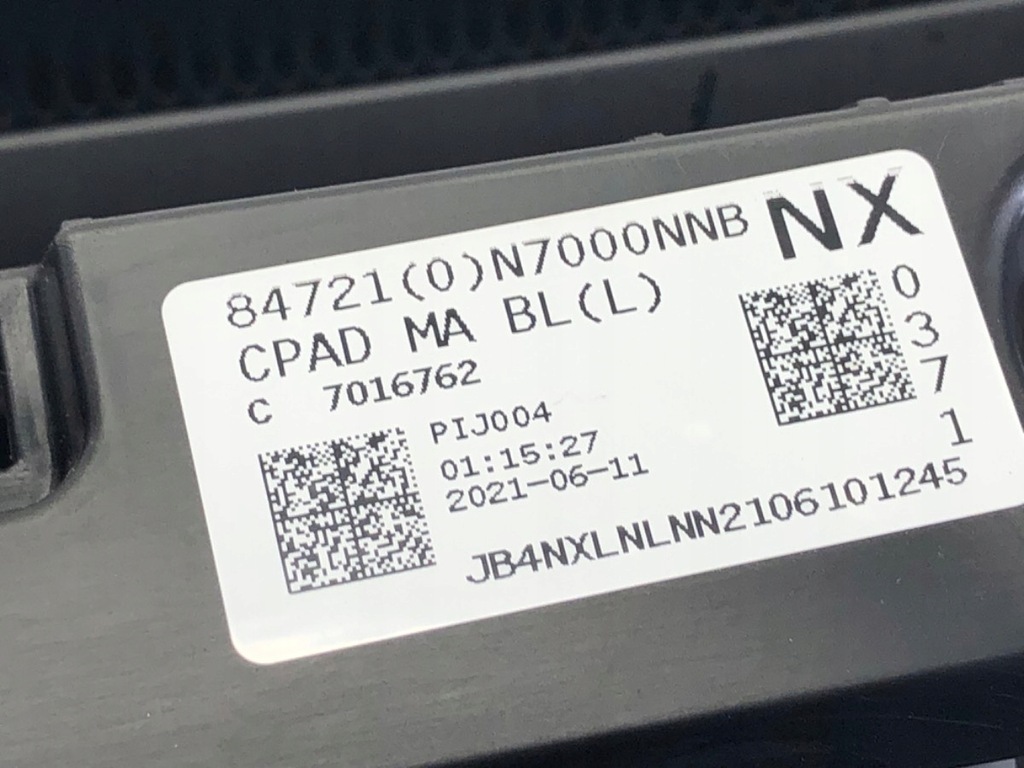 84721(0)N7000NNB NX
CPAD MA BL(L)
C 7016762
0
3
7
1
PIJ004
01:15:27
2021-06-11
JB4NXLNLNN2106101245